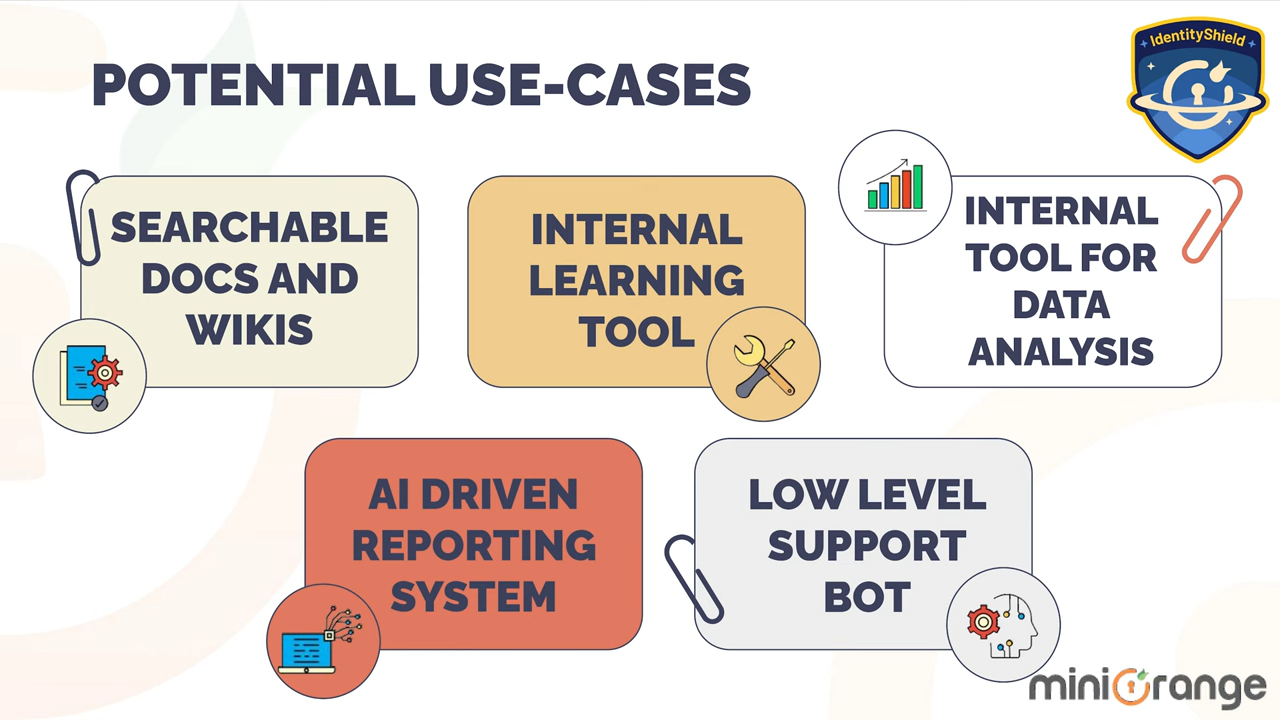 IdentityShield
POTENTIAL USE-CASES
SEARCHABLE
DOCS AND
WIKIS
INTERNAL
LEARNING
TOOL
INTERNAL
TOOL FOR
DATA
ANALYSIS
AI DRIVEN
REPORTING
SYSTEM
LOW LEVEL
SUPPORT
BOT
miniOrange